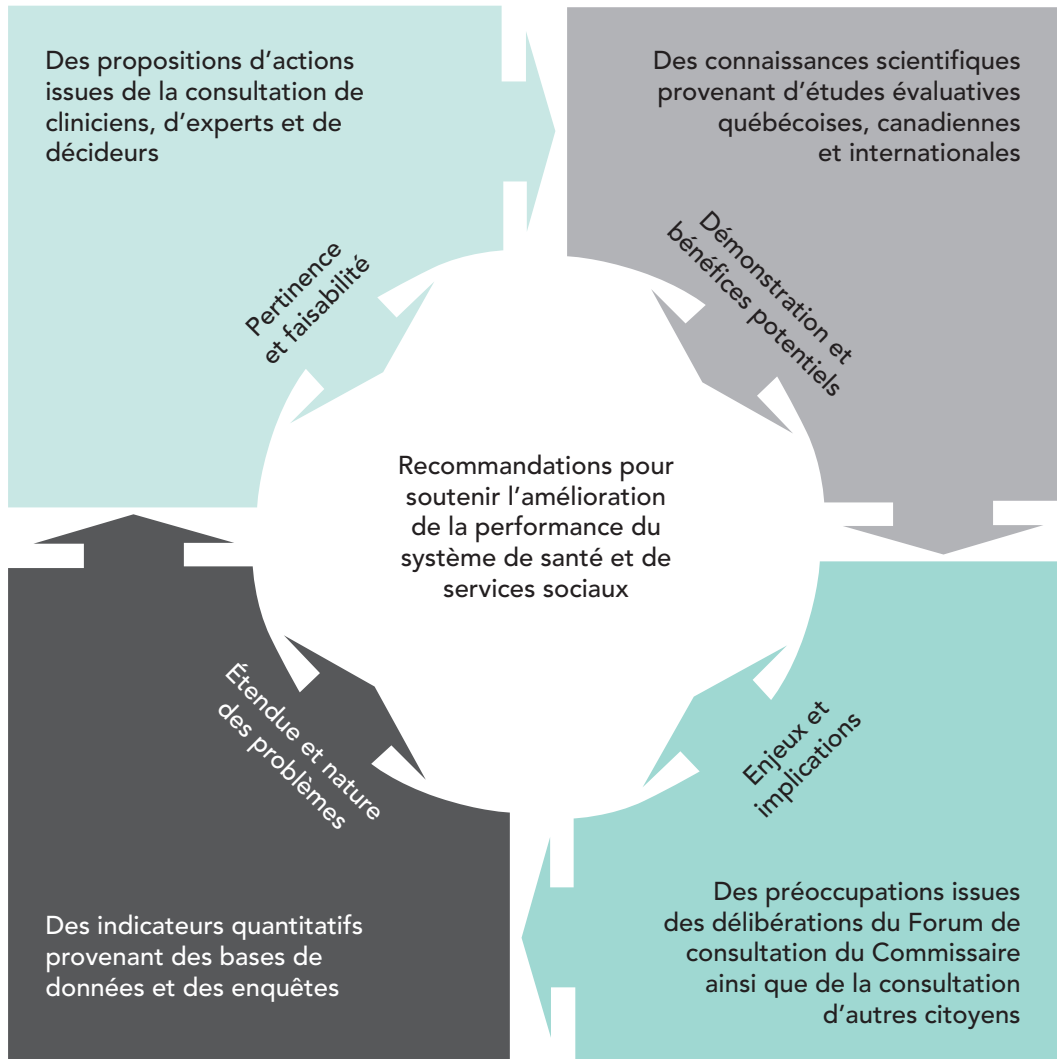 Des propositions d’actions
issues de la consultation de
cliniciens, d’experts et de
décideurs
Des connaissances scientifiques
provenant d’études évaluatives
québécoises, canadiennes
et internationales
Pertinence
et faisabilité
Démonstration et
bénéfices potentiels
Recommandations pour
soutenir l’amélioration
de la performance du
système de santé et de
services sociaux
Étendue et nature
des problèmes
Enjeux et
implications
Des indicateurs quantitatifs
provenant des bases de
données et des enquêtes
Des préoccupations issues
des délibérations du Forum de
consultation du Commissaire
ainsi que de la consultation
d’autres citoyens